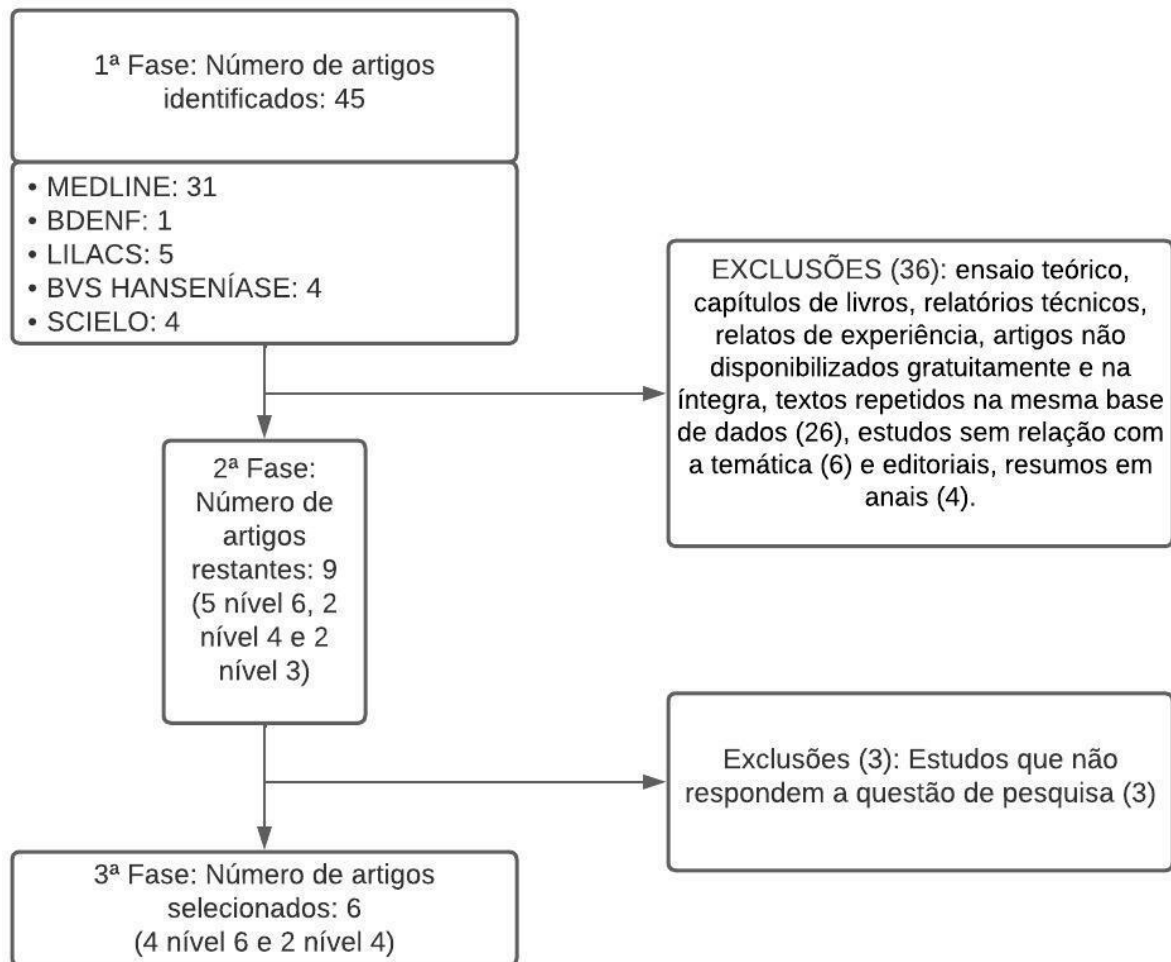 1ª Fase: Número de artigos
identificados: 45
• MEDLINE: 31
• BDENF: 1
• LILACS: 5
• BVS HANSENÍASE: 4
• SCIELO: 4
EXCLUSÕES (36): ensaio teórico,
capítulos de livros, relatórios técnicos,
relatos de experiência, artigos não
disponibilizados gratuitamente e na
íntegra, textos repetidos na mesma base
de dados (26), estudos sem relação com
a temática (6) e editoriais, resumos em
anais (4).
2ª Fase:
Número de
artigos
restantes: 9
(5 nível 6, 2
nível 4 e 2
nível 3)
Exclusões (3): Estudos que não
respondem a questão de pesquisa (3)
3ª Fase: Número de artigos
selecionados: 6
(4 nível 6 e 2 nível 4)